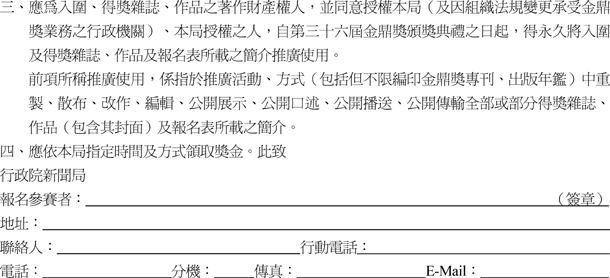 三、應為入圍、得獎雜誌、作品之著作財產權人，並同意授權本局（及因組織法規變更承受金鼎
獎業務之行政機關）、本局授權之人，自第三十六屆金鼎獎頒獎典禮之日起，得永久將入圍
及得獎雜誌、作品及報名表所載之簡介推廣使用。
前項所稱推廣使用，係指於推廣活動、方式（包括但不限編印金鼎獎專刊、出版年鑑）中重
製、散布、改作、編輯、公開展示、公開口述、公開播送、公開傳輸全部或部分得獎雜誌、
作品（包含其封面）及報名表所載之簡介。
四、應依本局指定時間及方式領取獎金。此致
行政院新聞局
報名參賽者：（簽章）
地址：
聯絡人：行動電話：
電話：分機：傳真：E-Mail：